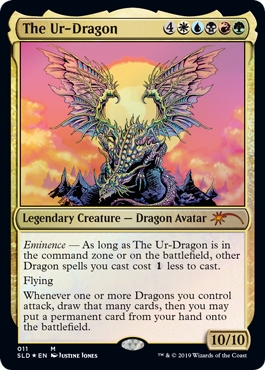 The Ur-Dragon 4
Legendary Creature — Dragon Avatar
Eminence — As long as The Ur-Dragon is in
the command zone or on the battlefield, other
Dragon spells you cast cost 1 less to cast.
Flying
Whenever one or more Dragons you control
attack, draw that many cards, then you may
put a permanent card from your hand onto
the battlefield.
10/10
011 M
SLD ★ EN Justine Jones
™ & © 2019 Wizards of the Coast